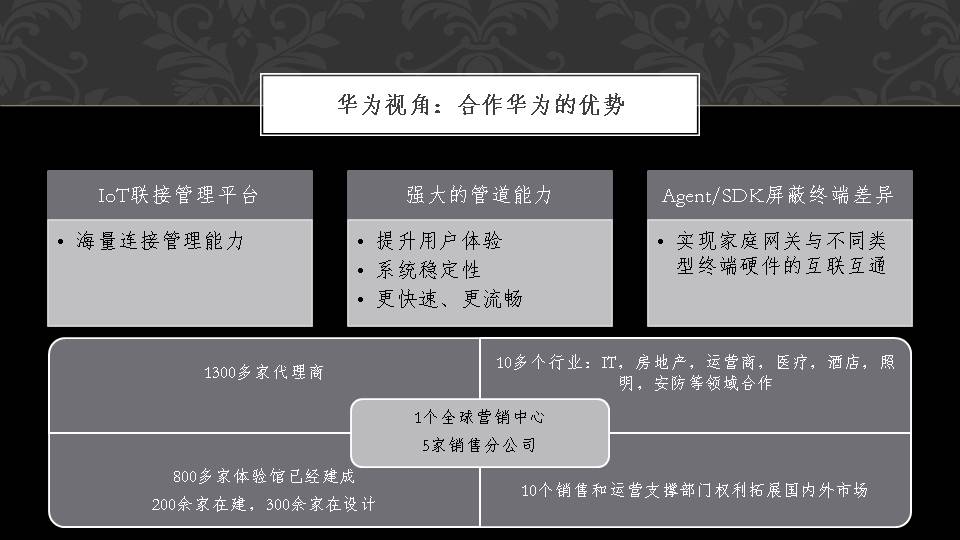 华为视角：合作华为的优势
IoT联接管理平台
• 海量连接管理能力
强大的管道能力
• 提升用户体验
• 系统稳定性
• 更快速、更流畅
Agent/SDK屏蔽终端差异
• 实现家庭网关与不同类
型终端硬件的互联互通
1300多家代理商
10多个行业：IT，房地产，运营商，医疗，酒店，照
明，安防等领域合作
1个全球营销中心
5家销售分公司
800多家体验馆已经建成
200余家在建，300余家在设计
10个销售和运营支撑部门权利拓展国内外市场